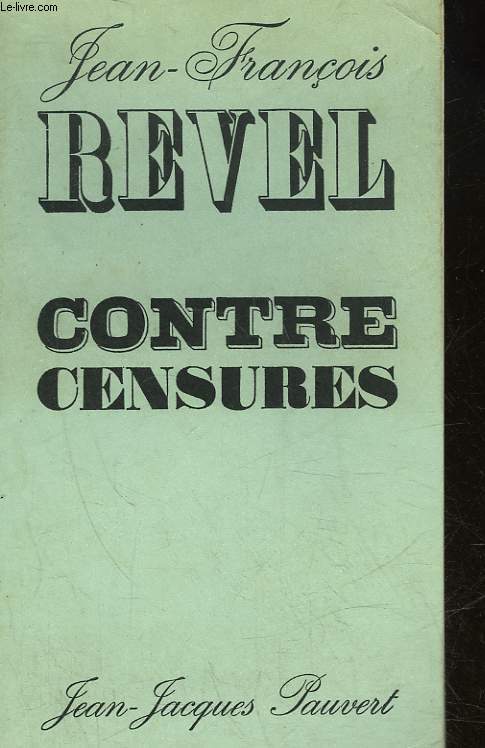 Le-livre.com
Jean-François
REVEL
CONTRE
CENSURES
Jean-Jacques Pauvert